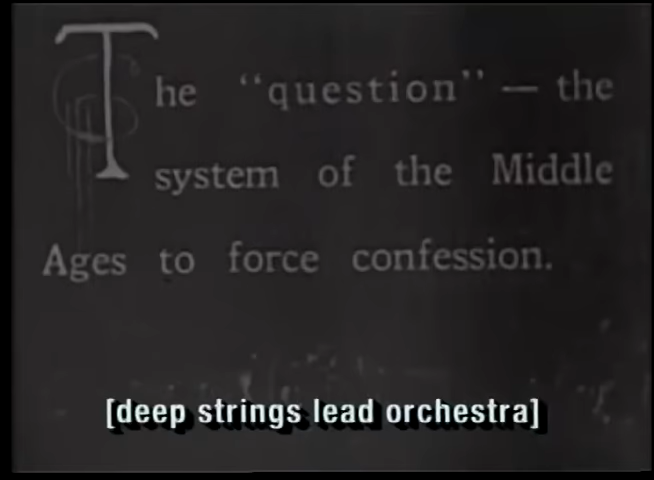 The "question" — the
system of the Middle
Ages to force confession.
[deep strings lead orchestra]